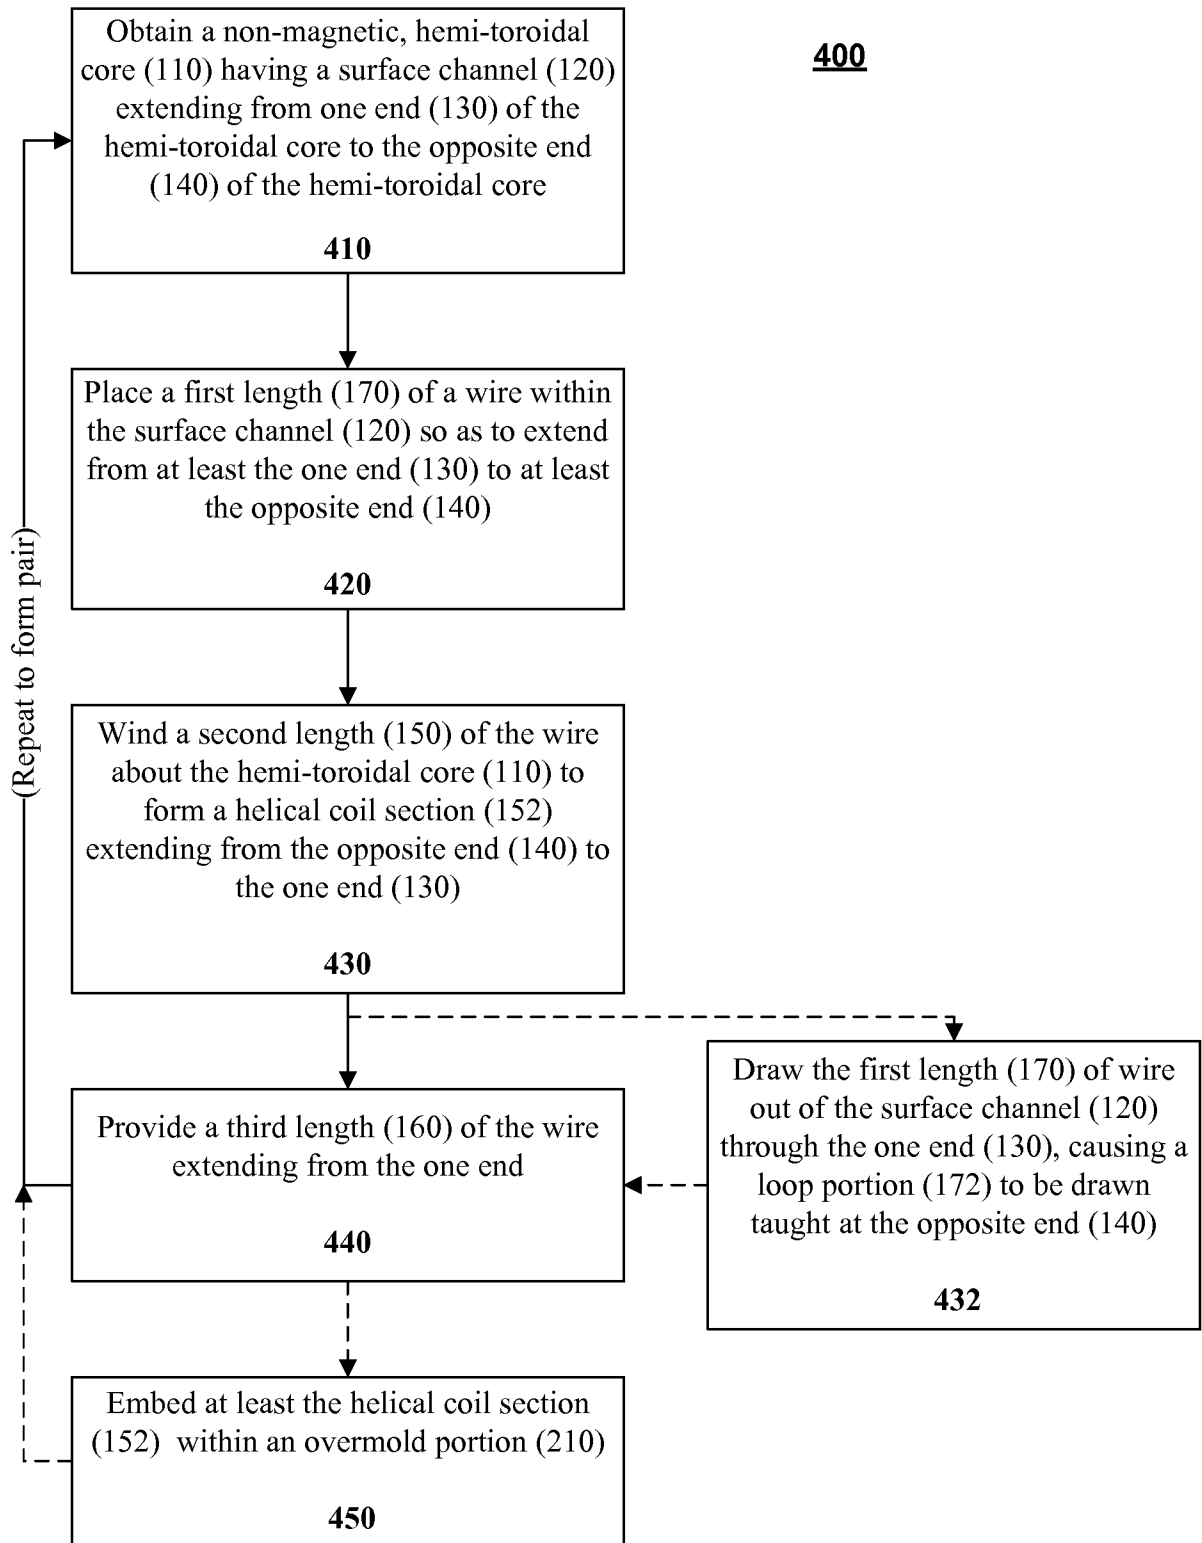 400
Obtain a non-magnetic, hemi-toroidal
core (110) having a surface channel (120)
extending from one end (130) of the
hemi-toroidal core to the opposite end
(140) of the hemi-toroidal core
410
Place a first length (170) of a wire within
the surface channel (120) so as to extend
from at least the one end (130) to at least
the opposite end (140)
420
(Repeat to form pair)
Wind a second length (150) of the wire
about the hemi-toroidal core (110) to
form a helical coil section (152)
extending from the opposite end (140) to
the one end (130)
430
Draw the first length (170) of wire
out of the surface channel (120)
through the one end (130), causing a
loop portion (172) to be drawn
taught at the opposite end (140)
432
Provide a third length (160) of the wire
extending from the one end
440
Embed at least the helical coil section
(152) within an overmold portion (210)
450